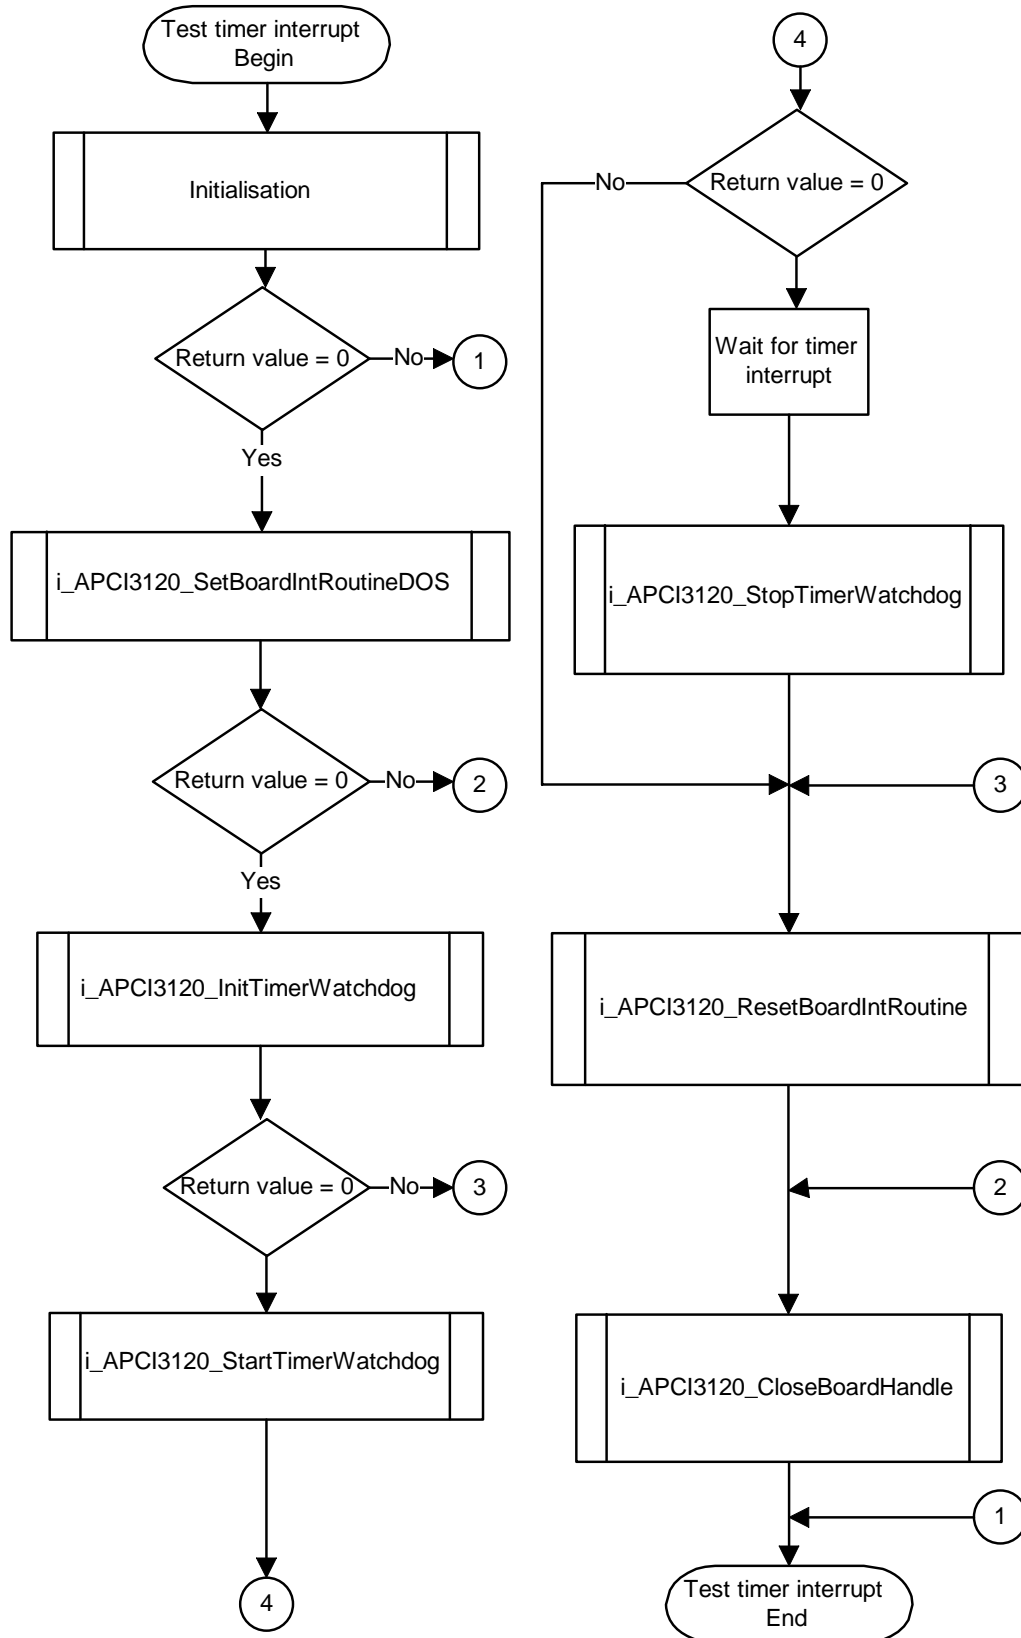 Test timer interrupt
Begin
Initialisation
Return value = 0
No
1
Yes
i_APCI3120_SetBoardIntRoutineDOS
Return value = 0
No
2
Yes
i_APCI3120_InitTimerWatchdog
Return value = 0
No
3
i_APCI3120_StartTimerWatchdog
4
4
Return value = 0
No
Wait for timer
interrupt
i_APCI3120_StopTimerWatchdog
3
i_APCI3120_ResetBoardIntRoutine
2
i_APCI3120_CloseBoardHandle
1
Test timer interrupt
End